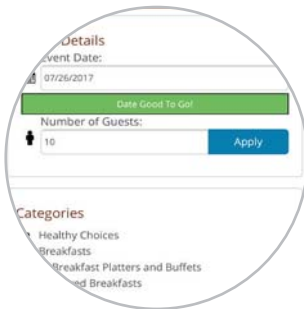 Details
Event Date:
07/26/2017
Date Good To Go!
Number of Guests:
10
Apply
Categories
Healthy Choices
Breakfasts
Breakfast Platters and Buffets
Breakfasts